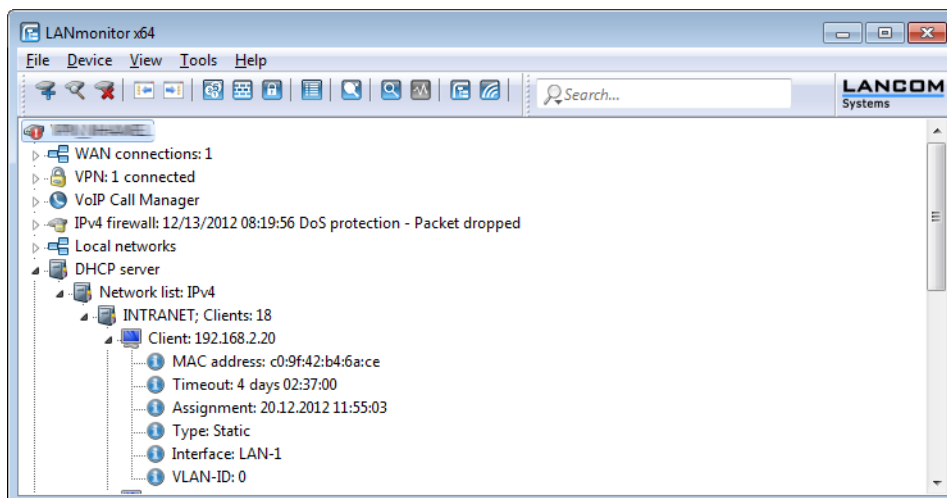 LANmonitor x64
File Device View Tools Help
Search...
LANCOM
Systems
WAN connections: 1
VPN: 1 connected
VoIP Call Manager
IPv4 firewall: 12/13/2012 08:19:56 DoS protection - Packet dropped
Local networks
DHCP server
Network list: IPv4
INTRANET; Clients: 18
Client: 192.168.2.20
MAC address: c0:9f:42:b4:6a:ce
Timeout: 4 days 02:37:00
Assignment: 20.12.2012 11:55:03
Type: Static
Interface: LAN-1
VLAN-ID: 0